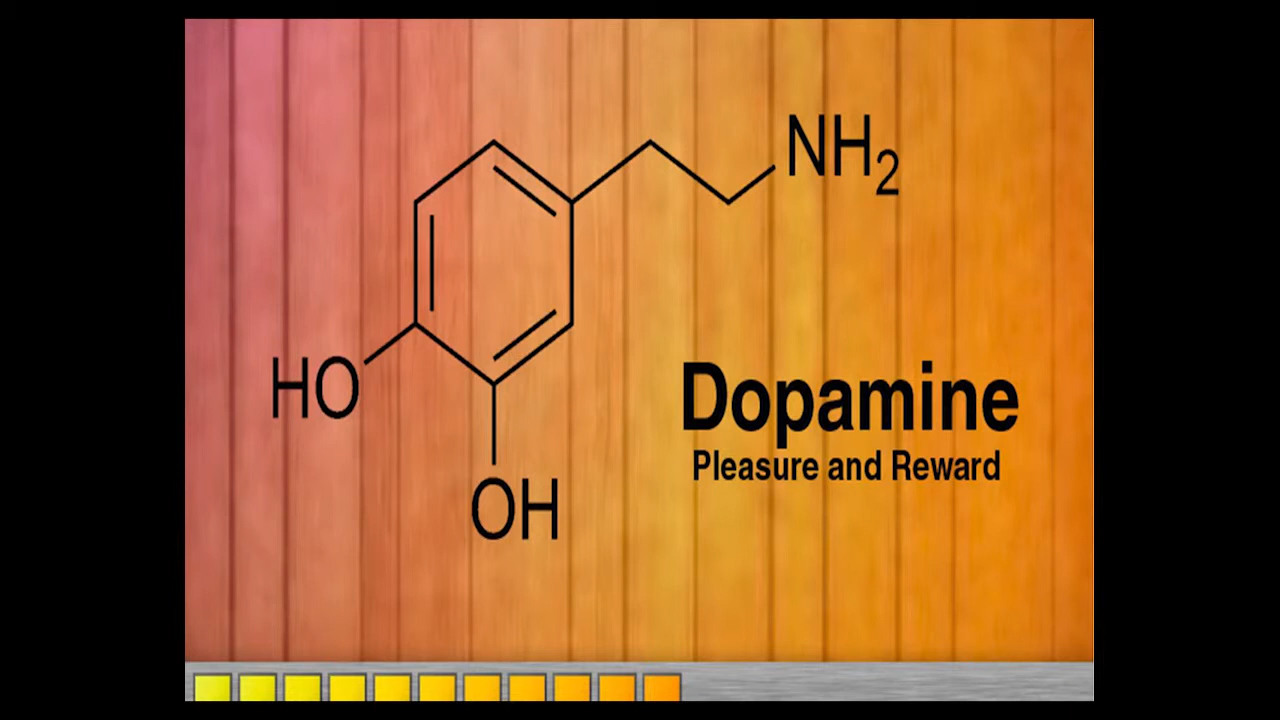 NH₂
HO
Dopamine
Pleasure and Reward
OH